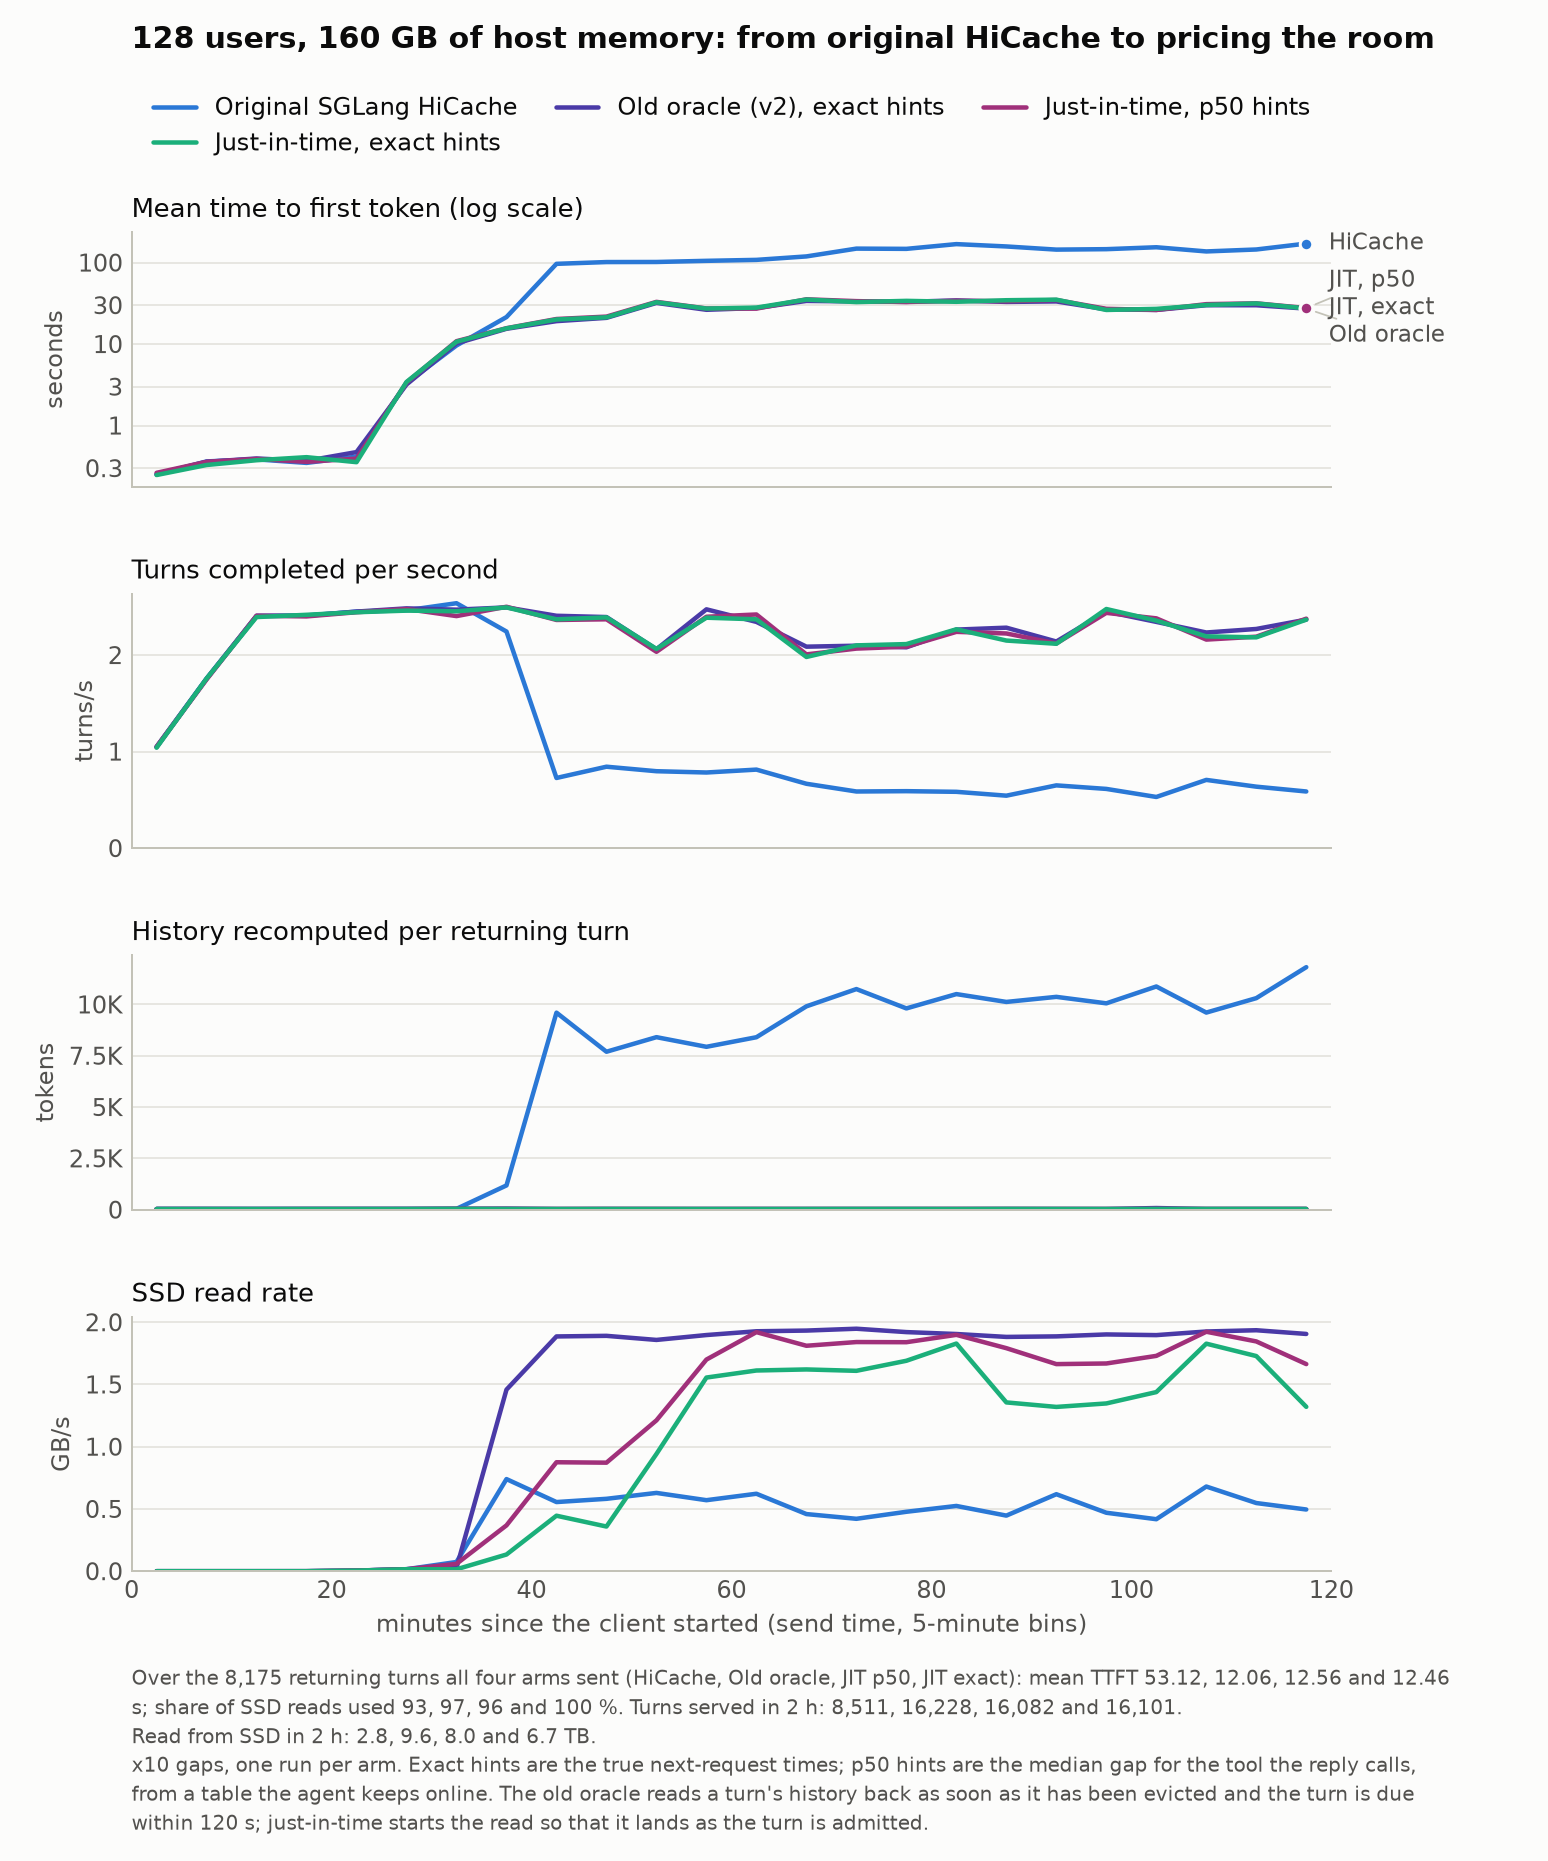 128 users, 160 GB of host memory: from original HiCache to pricing the room
Original SGLang HiCache
Old oracle (v2), exact hints
Just-in-time, p50 hints
Just-in-time, exact hints
Mean time to first token (log scale)
100
30
10
3
1
0.3
seconds
HiCache
JIT, p50
JIT, exact
Old oracle
Turns completed per second
2
1
0
turns/s
History recomputed per returning turn
10K
7.5K
5K
2.5K
0
tokens
SSD read rate
2.0
1.5
1.0
0.5
0.0
GB/s
0 20 40 60 80 100 120
minutes since the client started (send time, 5-minute bins)
Over the 8,175 returning turns all four arms sent (HiCache, Old oracle, JIT p50, JIT exact): mean TTFT 53.12, 12.06, 12.56 and 12.46
s; share of SSD reads used 93, 97, 96 and 100 %. Turns served in 2 h: 8,511, 16,228, 16,082 and 16,101.
Read from SSD in 2 h: 2.8, 9.6, 8.0 and 6.7 TB.
x10 gaps, one run per arm. Exact hints are the true next-request times; p50 hints are the median gap for the tool the reply calls,
from a table the agent keeps online. The old oracle reads a turn's history back as soon as it has been evicted and the turn is due
within 120 s; just-in-time starts the read so that it lands as the turn is admitted.